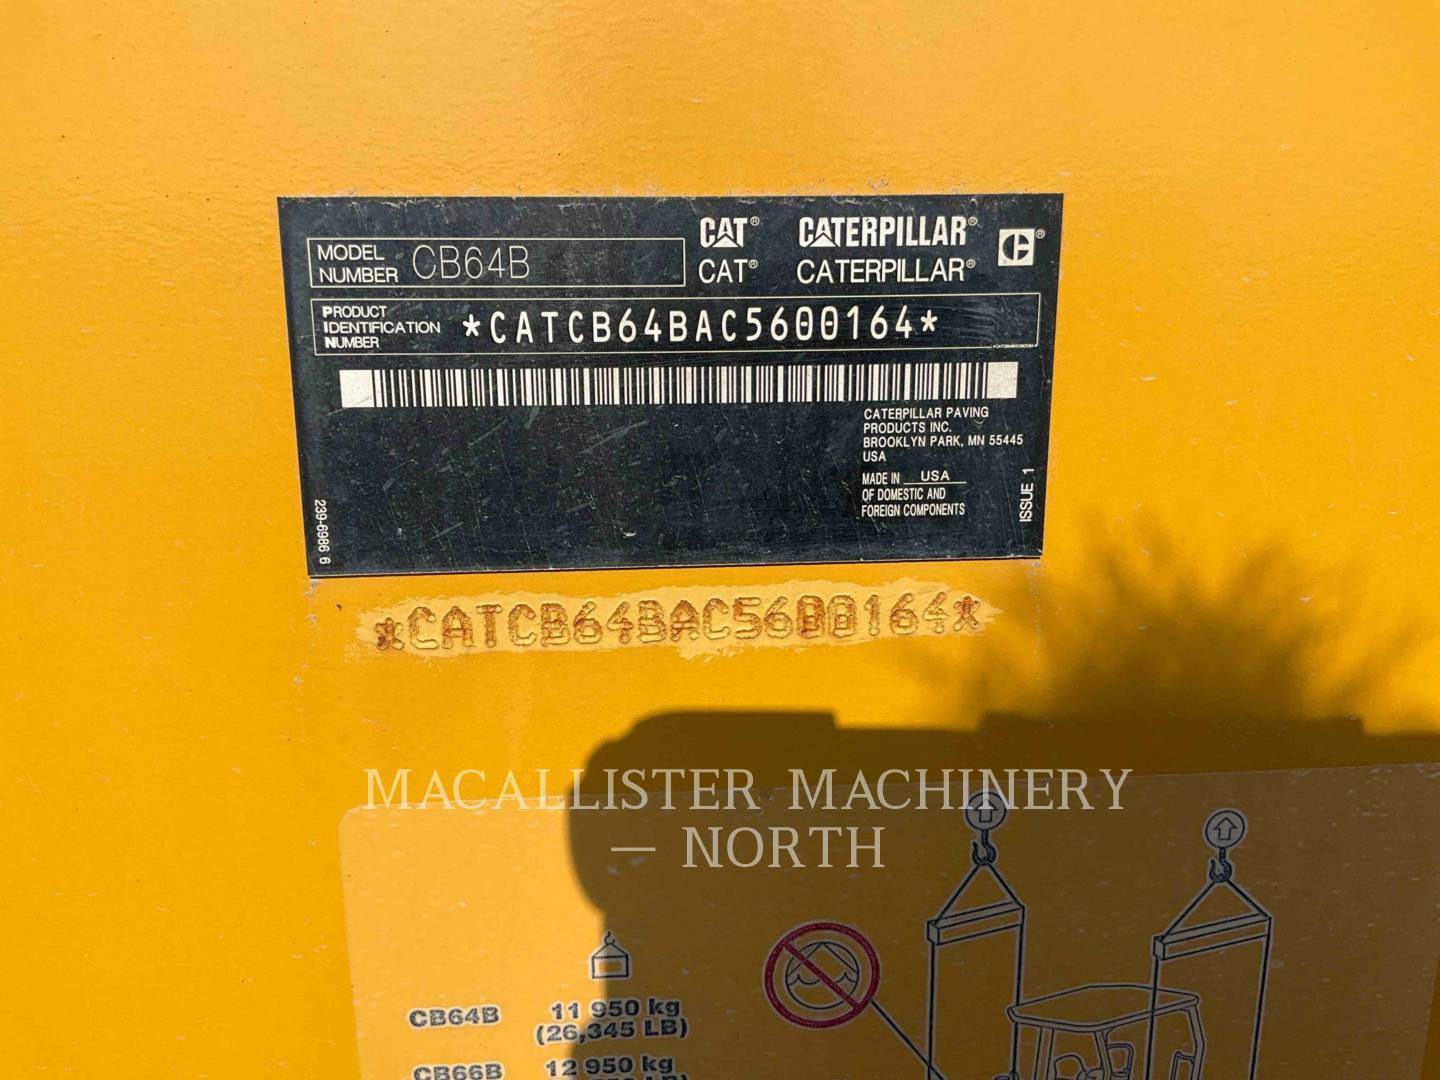 MODEL NUMBER CB64B
CAT® CATERPILLAR®
CAT® CATERPILLAR®
PRODUCT
IDENTIFICATION
NUMBER
*CATCB64BAC5600164*
CATERPILLAR PAVING
PRODUCTS INC.
BROOKLYN PARK, MN 55445
USA
MADE IN USA
OF DOMESTIC AND
FOREIGN COMPONENTS
ISSUE 1
239-6986 6
*CATCB64BAC5600164*
MACALLISTER MACHINERY
— NORTH
CB64B 11 950 kg
(26,345 LB)
CB66B 12 950 kg